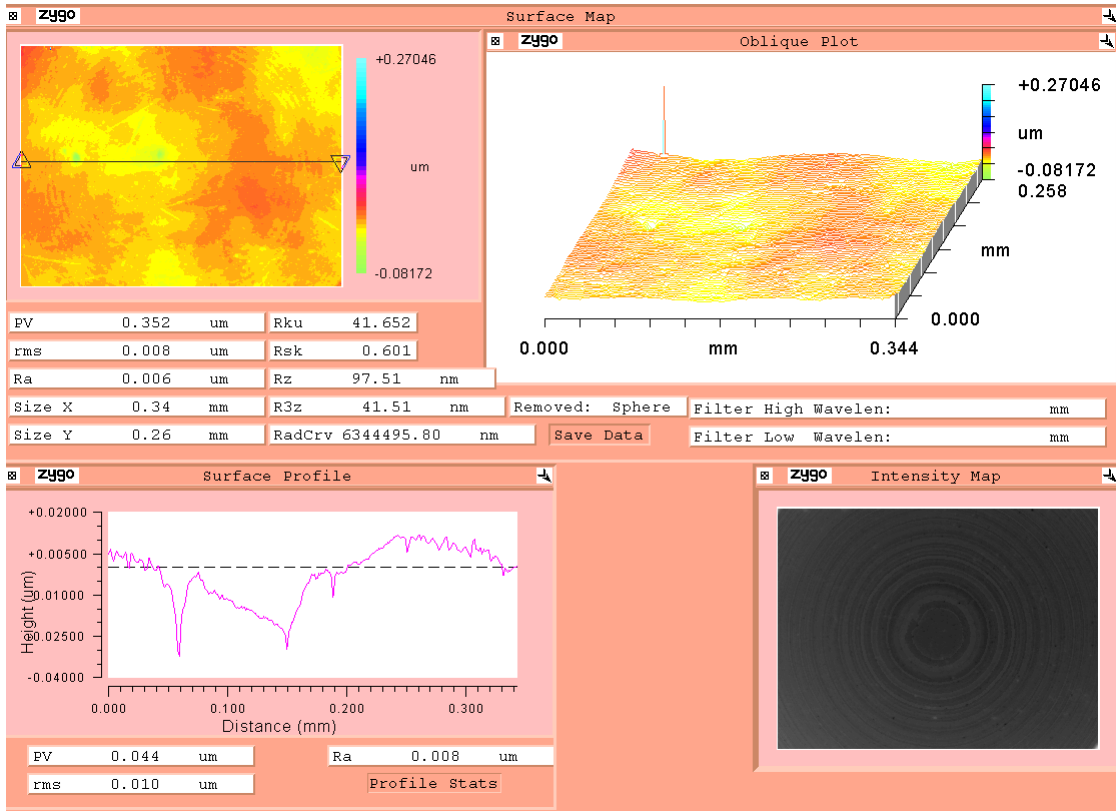 zygo Surface Map
+0.27046
um
-0.08172
zygo Oblique Plot
+0.27046
um
-0.08172
0.258
mm
0.000
0.000 mm 0.344
PV 0.352 um
Rku 41.652
rms 0.008 um
Rsk 0.601
Ra 0.006 um
Rz 97.51 nm
Size X 0.34 mm
R3z 41.51 nm
Removed: Sphere
Filter High Wavelen: mm
Size Y 0.26 mm
RadCrv 6344495.80 nm
Save Data
Filter Low Wavelen: mm
zygo Surface Profile
+0.02000
+0.00500
-0.01000
-0.02500
-0.04000
Height (um)
0.000 0.100 0.200 0.300
Distance (mm)
PV 0.044 um
Ra 0.008 um
rms 0.010 um
Profile Stats
zygo Intensity Map